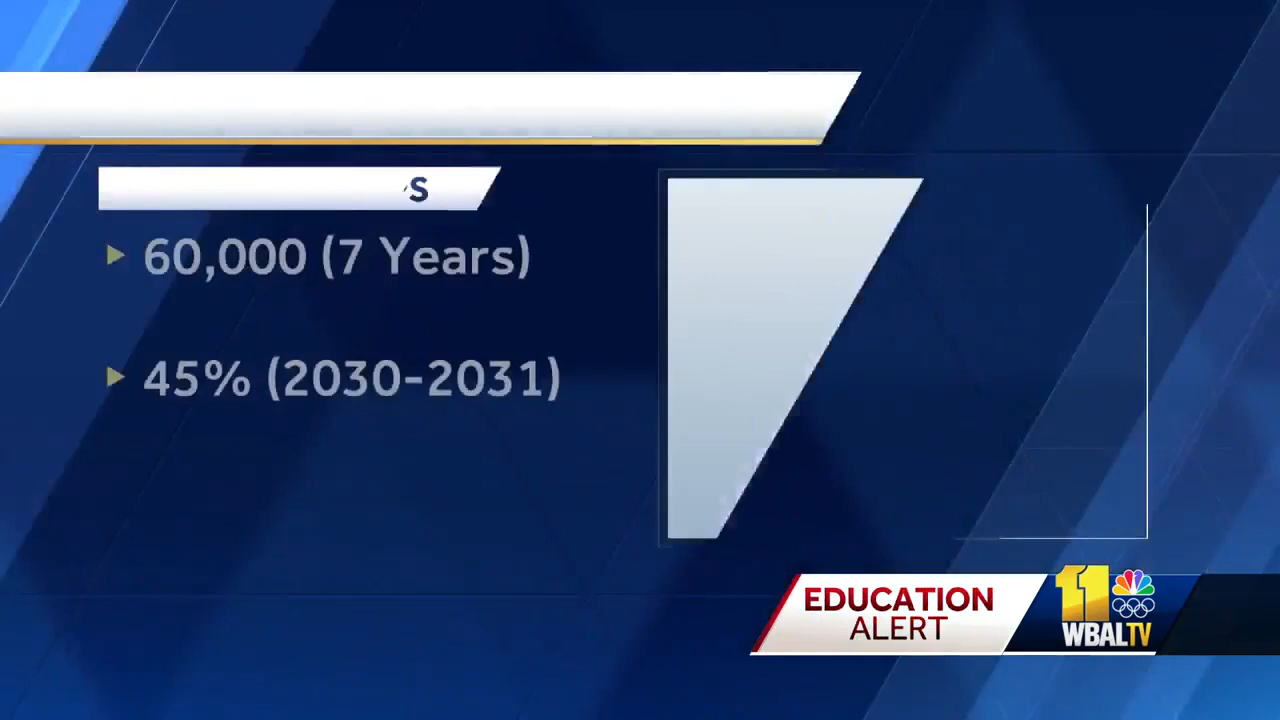 S
60,000 (7 Years)
45% (2030-2031)
EDUCATION
ALERT
11
WBALTV